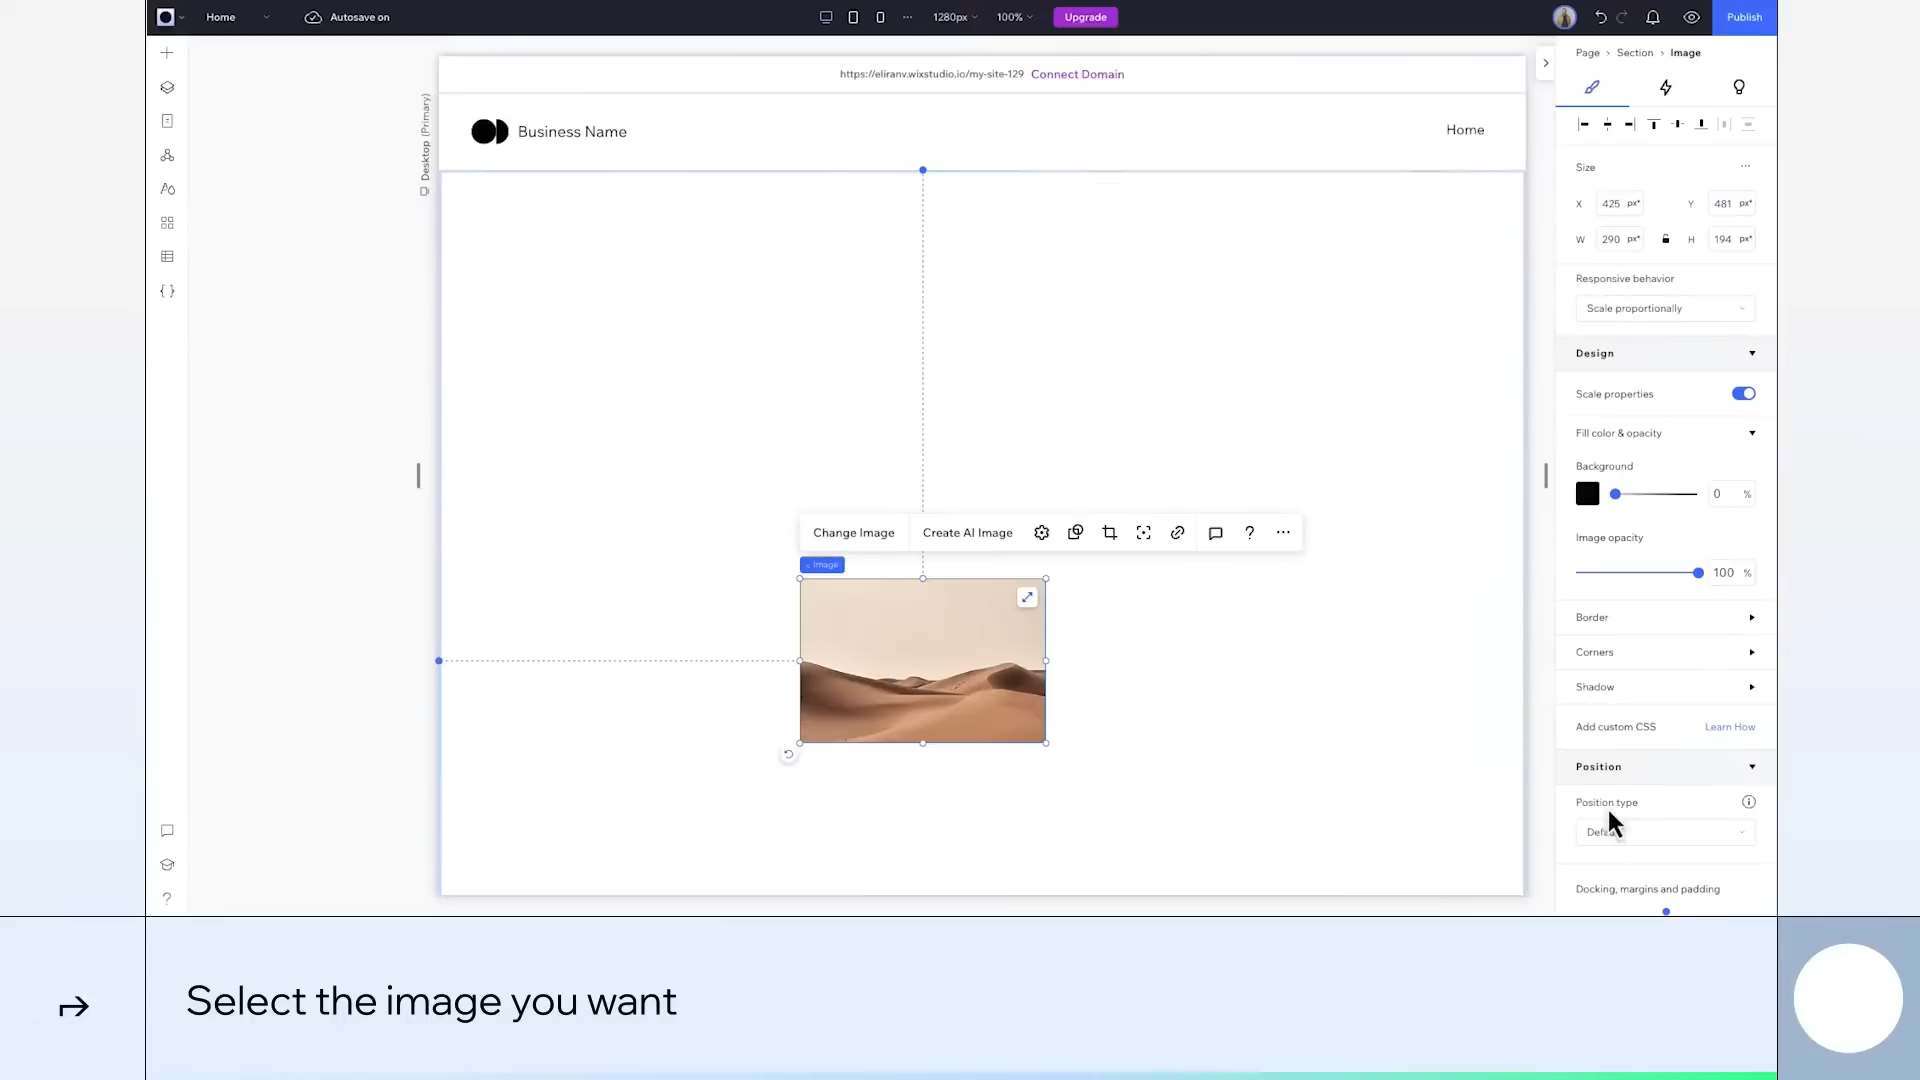 Home
Autosave on
1280px
100%
Upgrade
Publish
https://eliranv.wixstudio.io/my-site-129 Connect Domain
Desktop (Primary)
Business Name
Home
Change Image
Create AI Image
Image
Page
Section
Image
Size
X 425 px*
Y 481 px*
W 290 px*
H 194 px*
Responsive behavior
Scale proportionally
Design
Scale properties
Fill color & opacity
Background
0 %
Image opacity
100 %
Border
Corners
Shadow
Add custom CSS Learn How
Position
Position type
Docking, margins and padding
Select the image you want